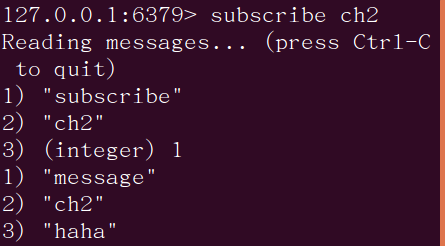 127.0.0.1:6379> subscribe ch2
Reading messages... (press Ctrl-C
 to quit)
1) "subscribe"
2) "ch2"
3) (integer) 1
1) "message"
2) "ch2"
3) "haha"